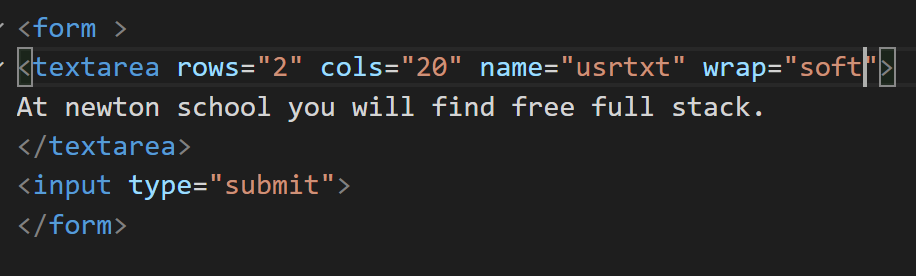 <form >
<textarea rows="2" cols="20" name="usrtxt" wrap="soft">
At newton school you will find free full stack.
</textarea>
<input type="submit">
</form>